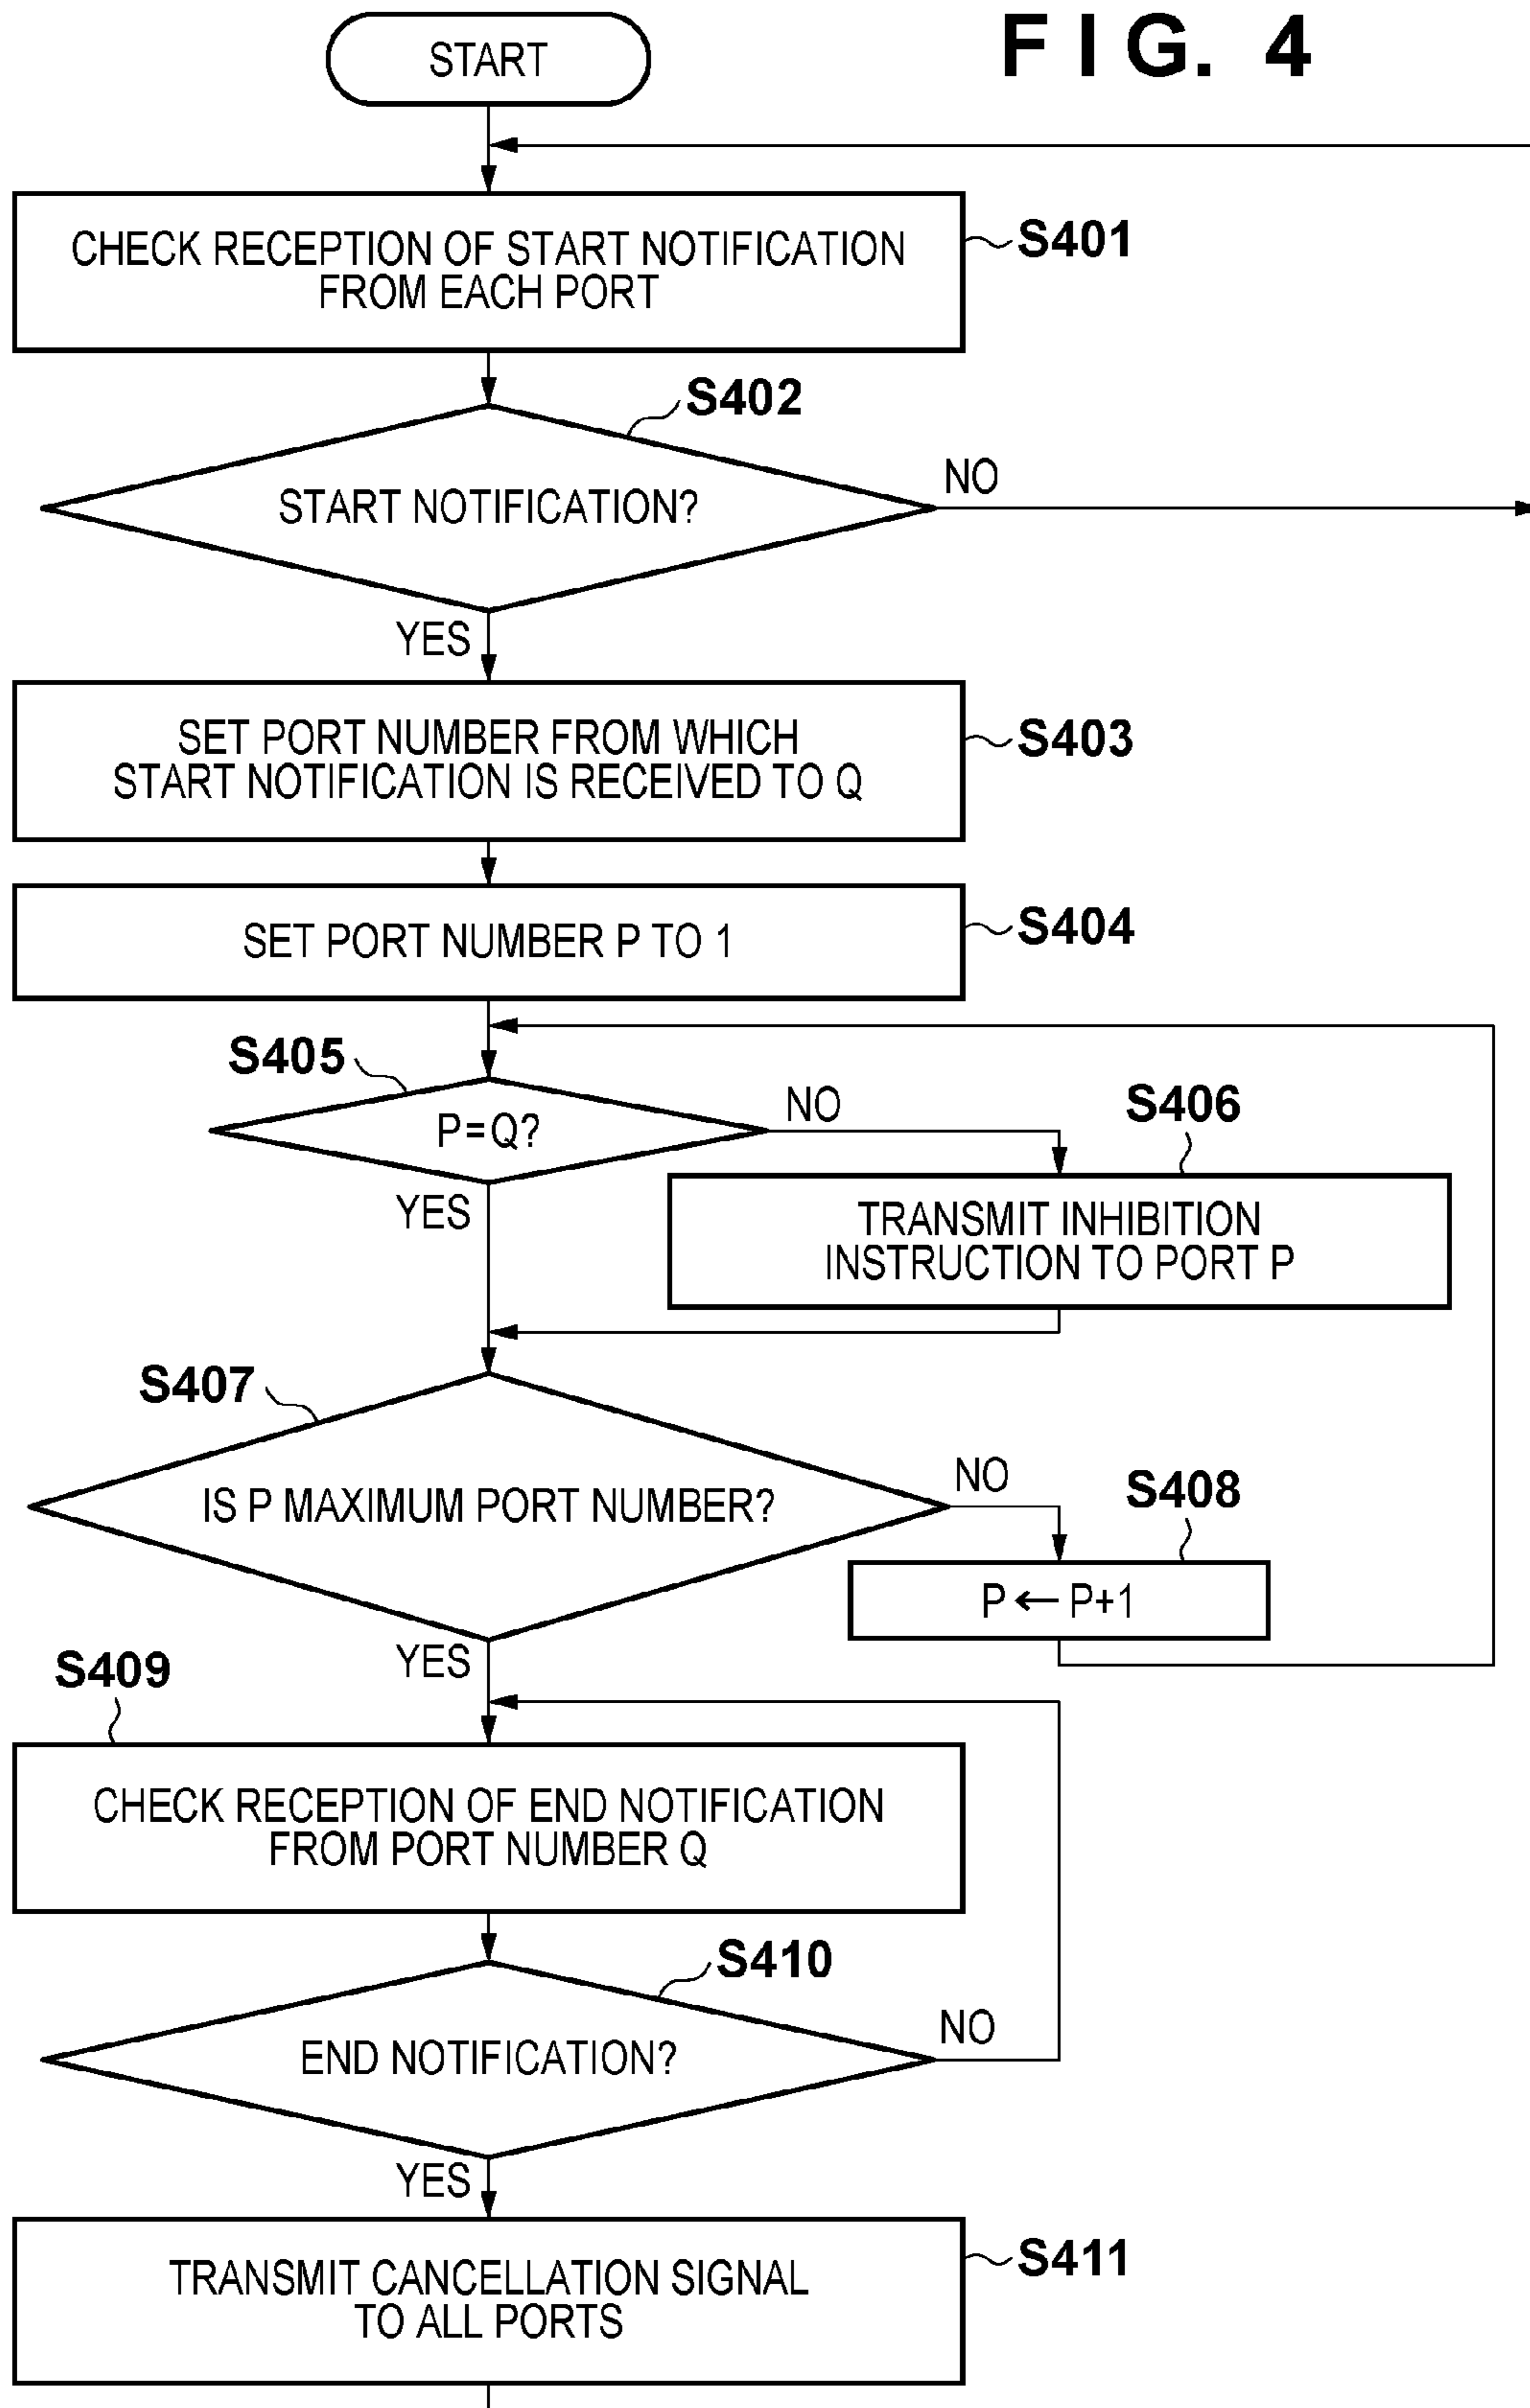 FIG. 4
START
CHECK RECEPTION OF START NOTIFICATION
FROM EACH PORT
S401
S402
START NOTIFICATION?
NO
YES
SET PORT NUMBER FROM WHICH
START NOTIFICATION IS RECEIVED TO Q
S403
SET PORT NUMBER P TO 1
S404
S405
P=Q?
NO
YES
S406
TRANSMIT INHIBITION
INSTRUCTION TO PORT P
S407
IS P MAXIMUM PORT NUMBER?
NO
YES
S408
P ← P+1
S409
CHECK RECEPTION OF END NOTIFICATION
FROM PORT NUMBER Q
S410
END NOTIFICATION?
NO
YES
TRANSMIT CANCELLATION SIGNAL
TO ALL PORTS
S411